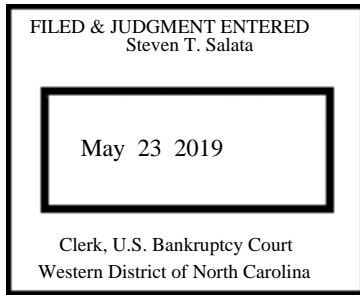 FILED & JUDGMENT ENTERED
Steven T. Salata
May 23 2019
Clerk, U.S. Bankruptcy Court
Western District of North Carolina